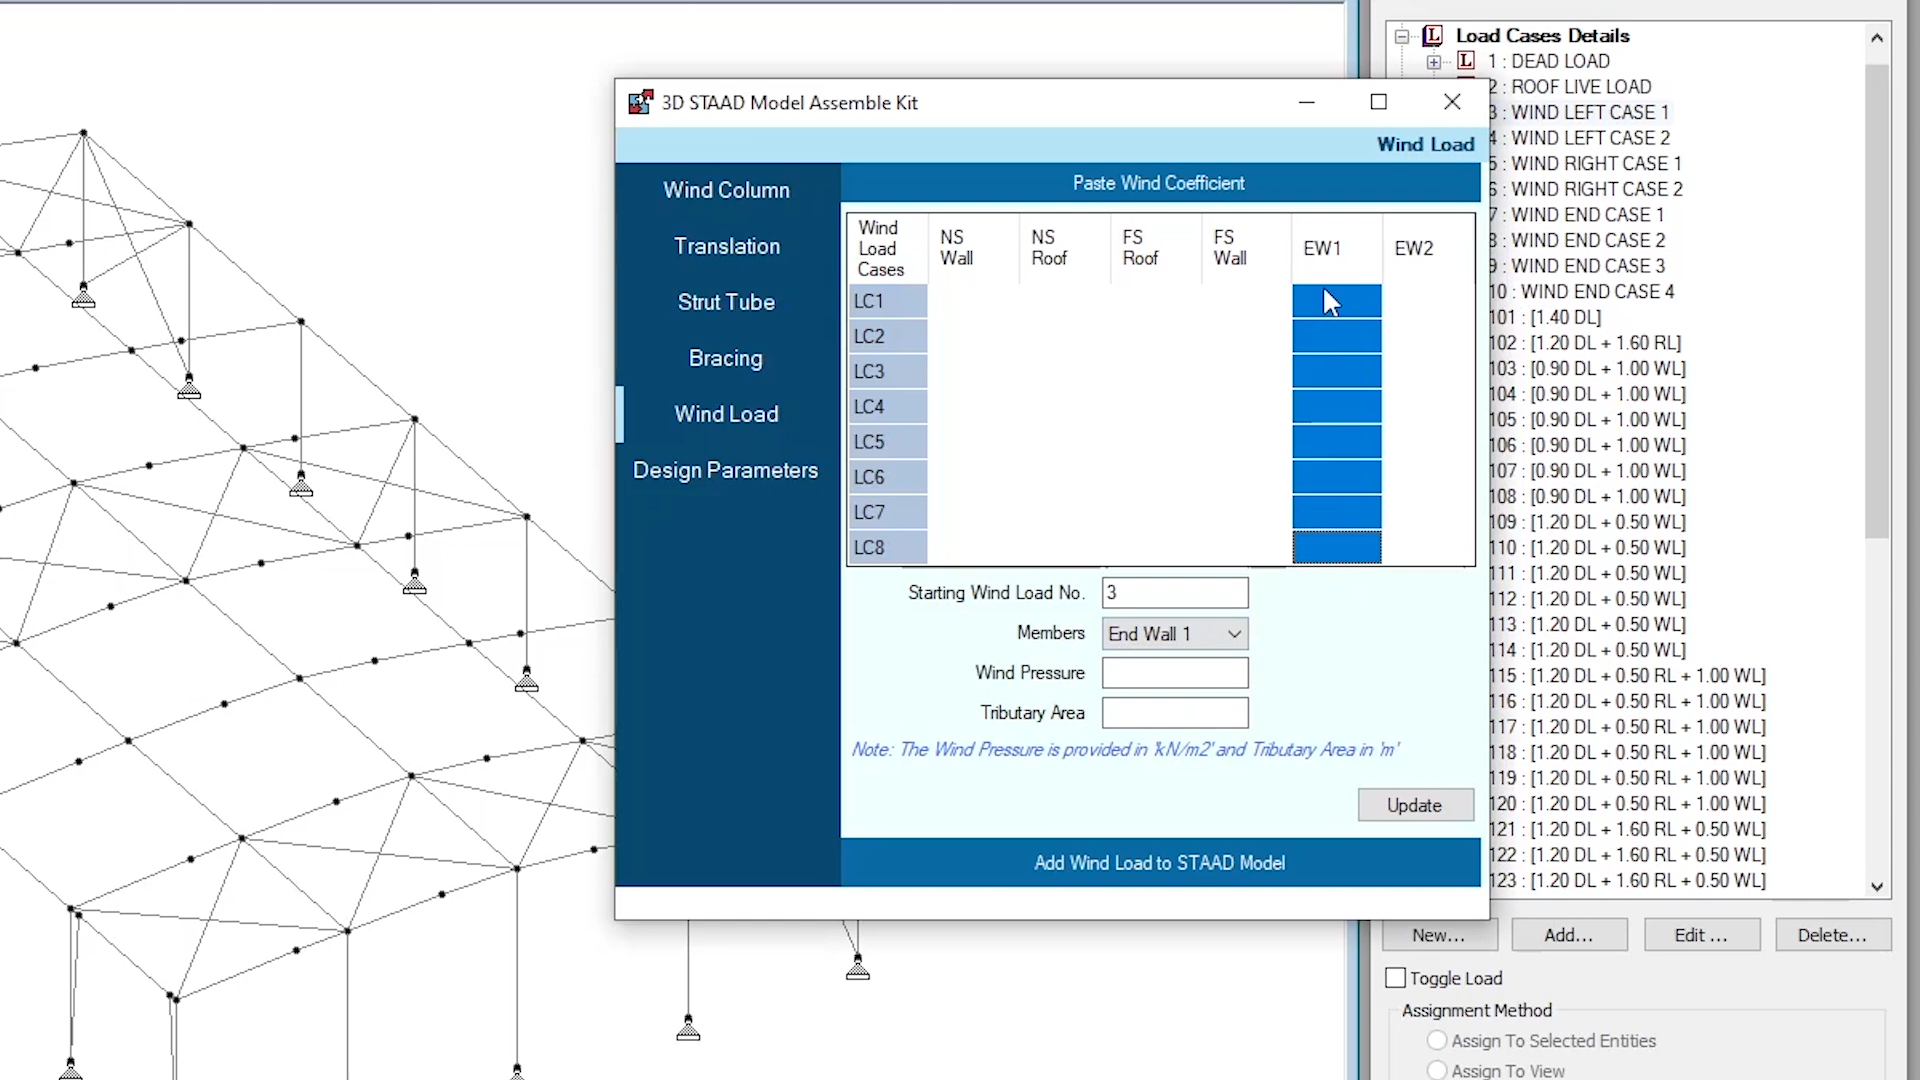 Load Cases Details
1 : DEAD LOAD
2 : ROOF LIVE LOAD
3 : WIND LEFT CASE 1
4 : WIND LEFT CASE 2
5 : WIND RIGHT CASE 1
6 : WIND RIGHT CASE 2
7 : WIND END CASE 1
8 : WIND END CASE 2
9 : WIND END CASE 3
10 : WIND END CASE 4
101 : [1.40 DL]
102 : [1.20 DL + 1.60 RL]
103 : [0.90 DL + 1.00 WL]
104 : [0.90 DL + 1.00 WL]
105 : [0.90 DL + 1.00 WL]
106 : [0.90 DL + 1.00 WL]
107 : [0.90 DL + 1.00 WL]
108 : [0.90 DL + 1.00 WL]
109 : [1.20 DL + 0.50 WL]
110 : [1.20 DL + 0.50 WL]
111 : [1.20 DL + 0.50 WL]
112 : [1.20 DL + 0.50 WL]
113 : [1.20 DL + 0.50 WL]
114 : [1.20 DL + 0.50 WL]
115 : [1.20 DL + 0.50 RL + 1.00 WL]
116 : [1.20 DL + 0.50 RL + 1.00 WL]
117 : [1.20 DL + 0.50 RL + 1.00 WL]
118 : [1.20 DL + 0.50 RL + 1.00 WL]
119 : [1.20 DL + 0.50 RL + 1.00 WL]
120 : [1.20 DL + 0.50 RL + 1.00 WL]
121 : [1.20 DL + 1.60 RL + 0.50 WL]
122 : [1.20 DL + 1.60 RL + 0.50 WL]
123 : [1.20 DL + 1.60 RL + 0.50 WL]
New... Add... Edit ... Delete...
Toggle Load
Assignment Method
Assign To Selected Entities
Assign To View
3D STAAD Model Assemble Kit
Wind Load
Wind Column
Translation
Strut Tube
Bracing
Wind Load
Design Parameters
Paste Wind Coefficient
Wind Load Cases NS Wall NS Roof FS Roof FS Wall EW1 EW2
LC1
LC2
LC3
LC4
LC5
LC6
LC7
LC8
Starting Wind Load No. 3
Members End Wall 1
Wind Pressure
Tributary Area
Note: The Wind Pressure is provided in 'kN/m2' and Tributary Area in 'm'
Update
Add Wind Load to STAAD Model